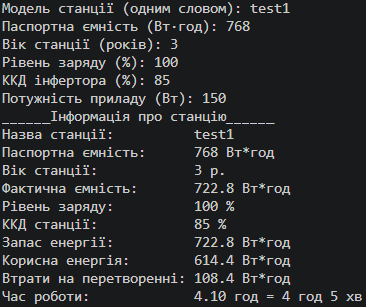 Модель станції (одним словом): test1
Паспортна ємність (Вт·год): 768
Вік станції (років): 3
Рівень заряду (%): 100
ККД інфертора (%): 85
Потужність приладу (Вт): 150
______Інформація про станцію______
Назва станції: test1
Паспортна ємність: 768 Вт*год
Вік станції: 3 р.
Фактична ємність: 722.8 Вт*год
Рівень заряду: 100 %
ККД станції: 85 %
Запас енергії: 722.8 Вт*год
Корисна енергія: 614.4 Вт*год
Втрати на перетворенні: 108.4 Вт*год
Час роботи: 4.10 год = 4 год 5 хв